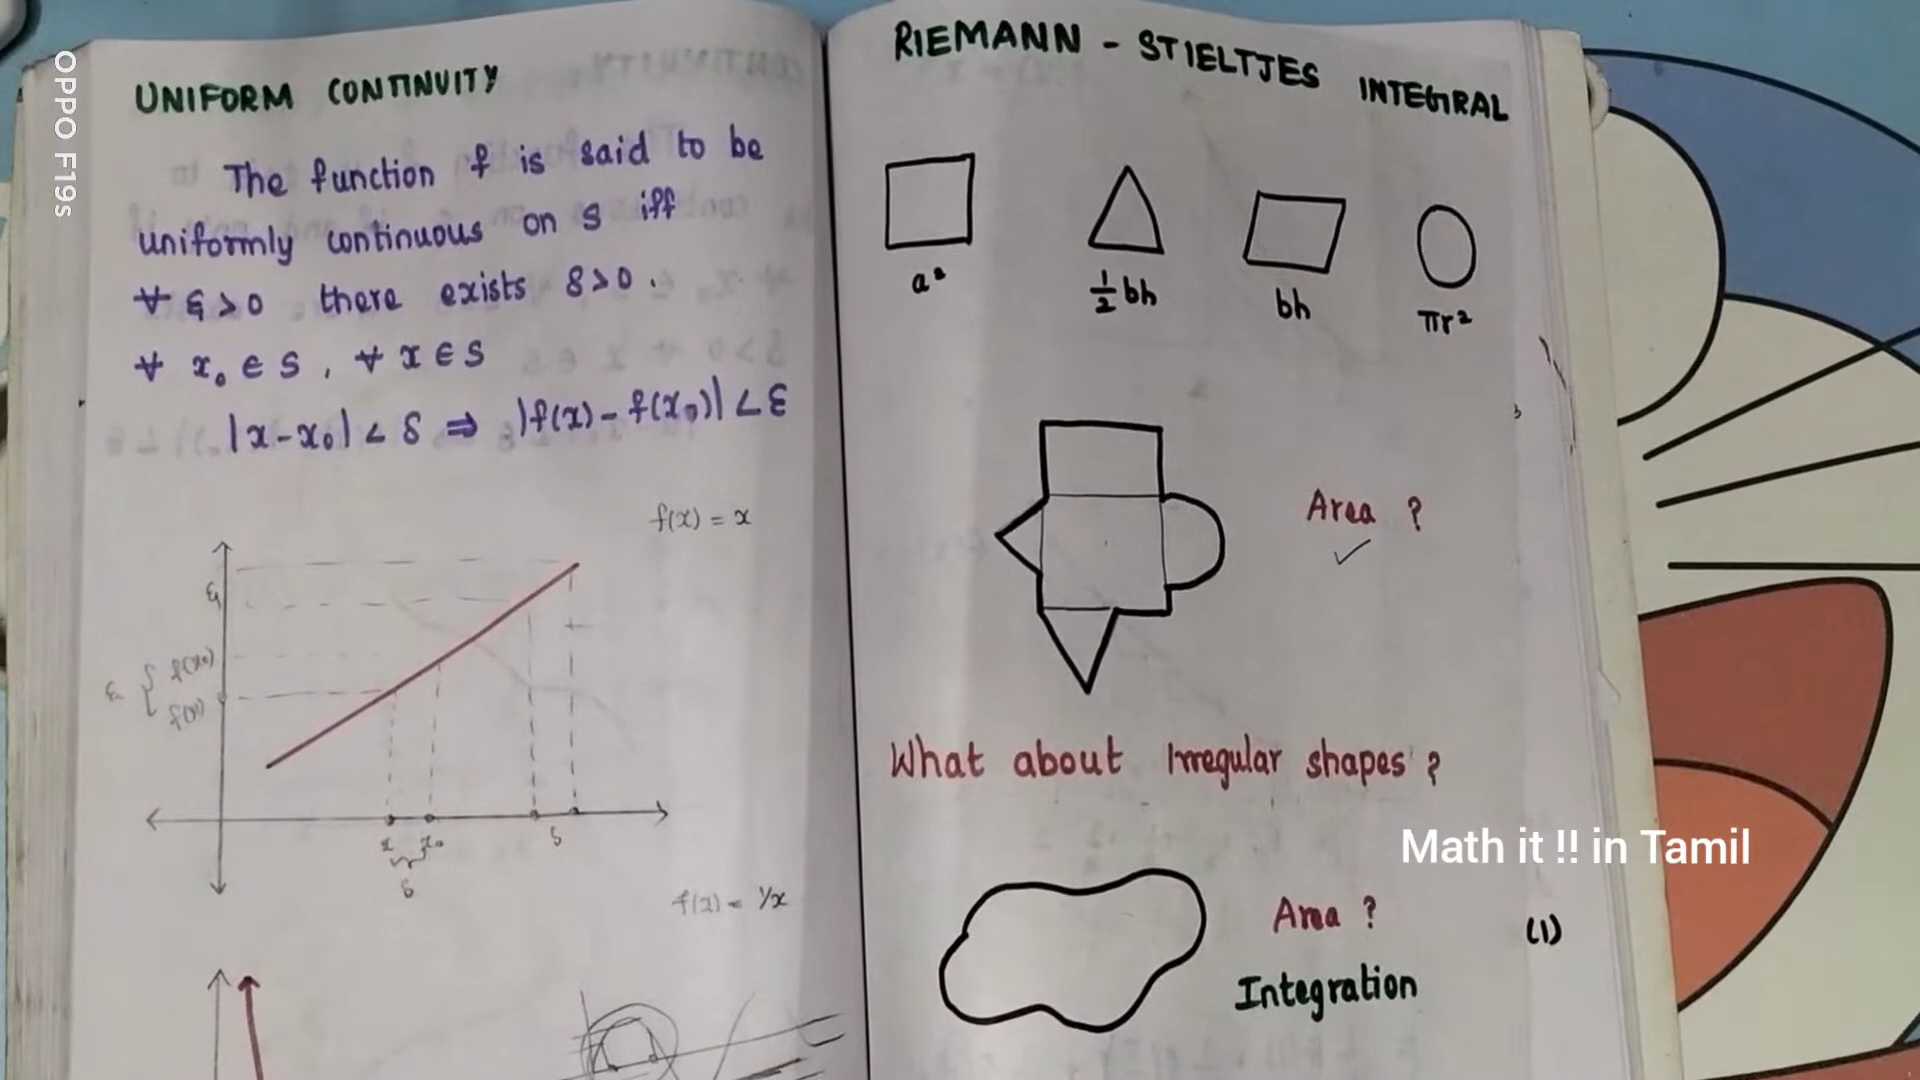 OPPO F19s
UNIFORM CONTINUITY
The function f is said to be
uniformly continuous on S iff
∀ ε > 0 there exists δ > 0 .
∀ x₀ ∈ S , ∀ x ∈ S
|x - x₀| < δ ⇒ |f(x) - f(x₀)| < ε
f(x) = x
ε
f(x₀)
ε
f(x)
x x₀
δ
δ
f(x) = 1/x
RIEMANN - STIELTJES INTEGRAL
a² ½ bh bh πr²
Area ?
What about Irregular shapes ?
Math it !! in Tamil
Area ?
(1)
Integration